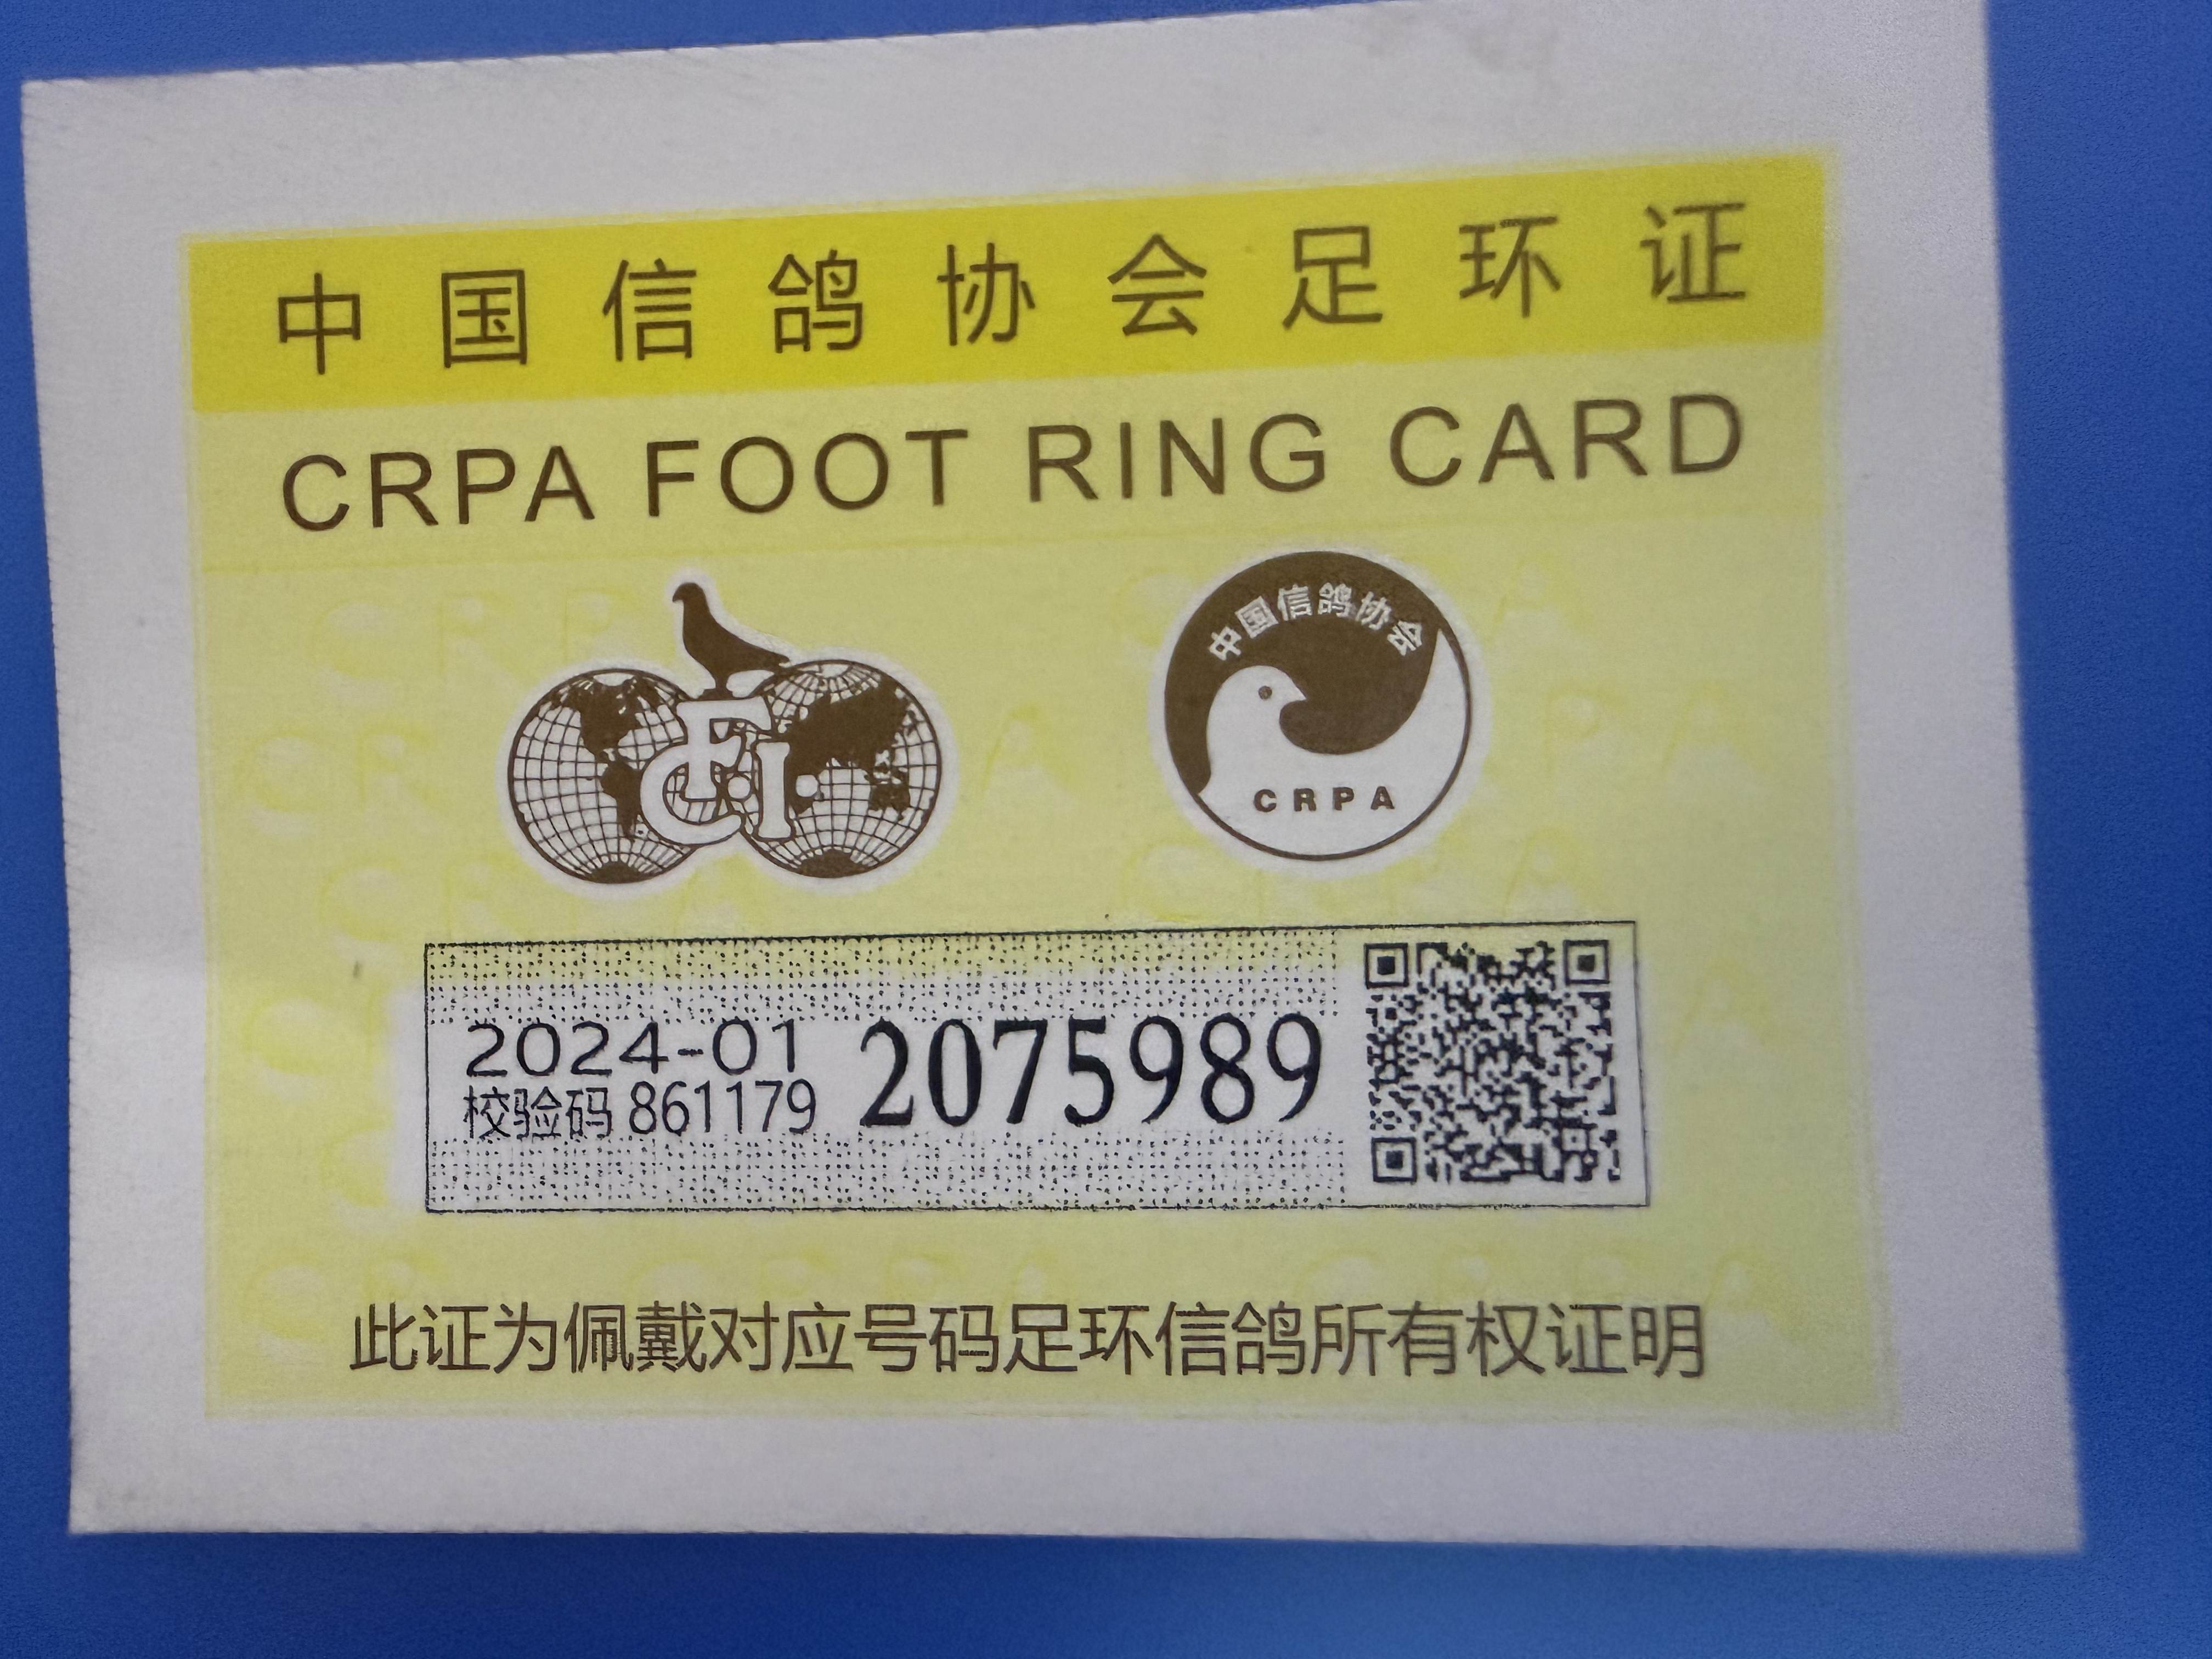 中国信鸽协会足环证
CRPA FOOT RING CARD
F.C.I.
中国信鸽协会
CRPA
2024-01
校验码 861179
2075989
此证为佩戴对应号码足环信鸽所有权证明